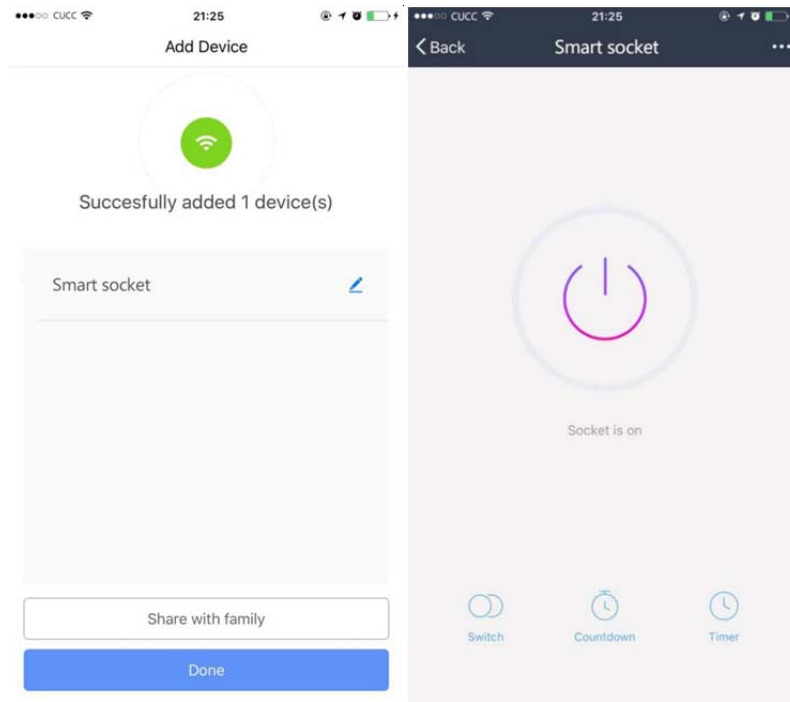 CUCC 21:25
Add Device
Succesfully added 1 device(s)
Smart socket
Share with family
Done
CUCC 21:25
Back Smart socket ...
Socket is on
Switch Countdown Timer